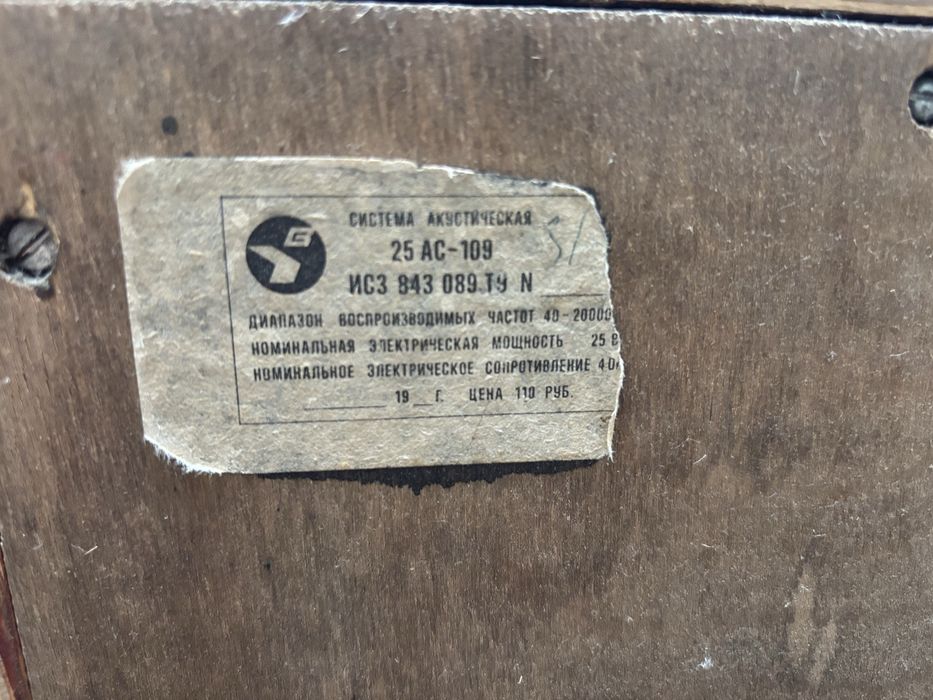 СИСТЕМА АКУСТИЧЕСКАЯ
25 АС-109
ИС3 843 089 ТУ N
ДИАПАЗОН ВОСПРОИЗВОДИМЫХ ЧАСТОТ 40-20000
НОМИНАЛЬНАЯ ЭЛЕКТРИЧЕСКАЯ МОЩНОСТЬ 25 В
НОМИНАЛЬНОЕ ЭЛЕКТРИЧЕСКОЕ СОПРОТИВЛЕНИЕ 4 О
19 Г. ЦЕНА 110 РУБ.